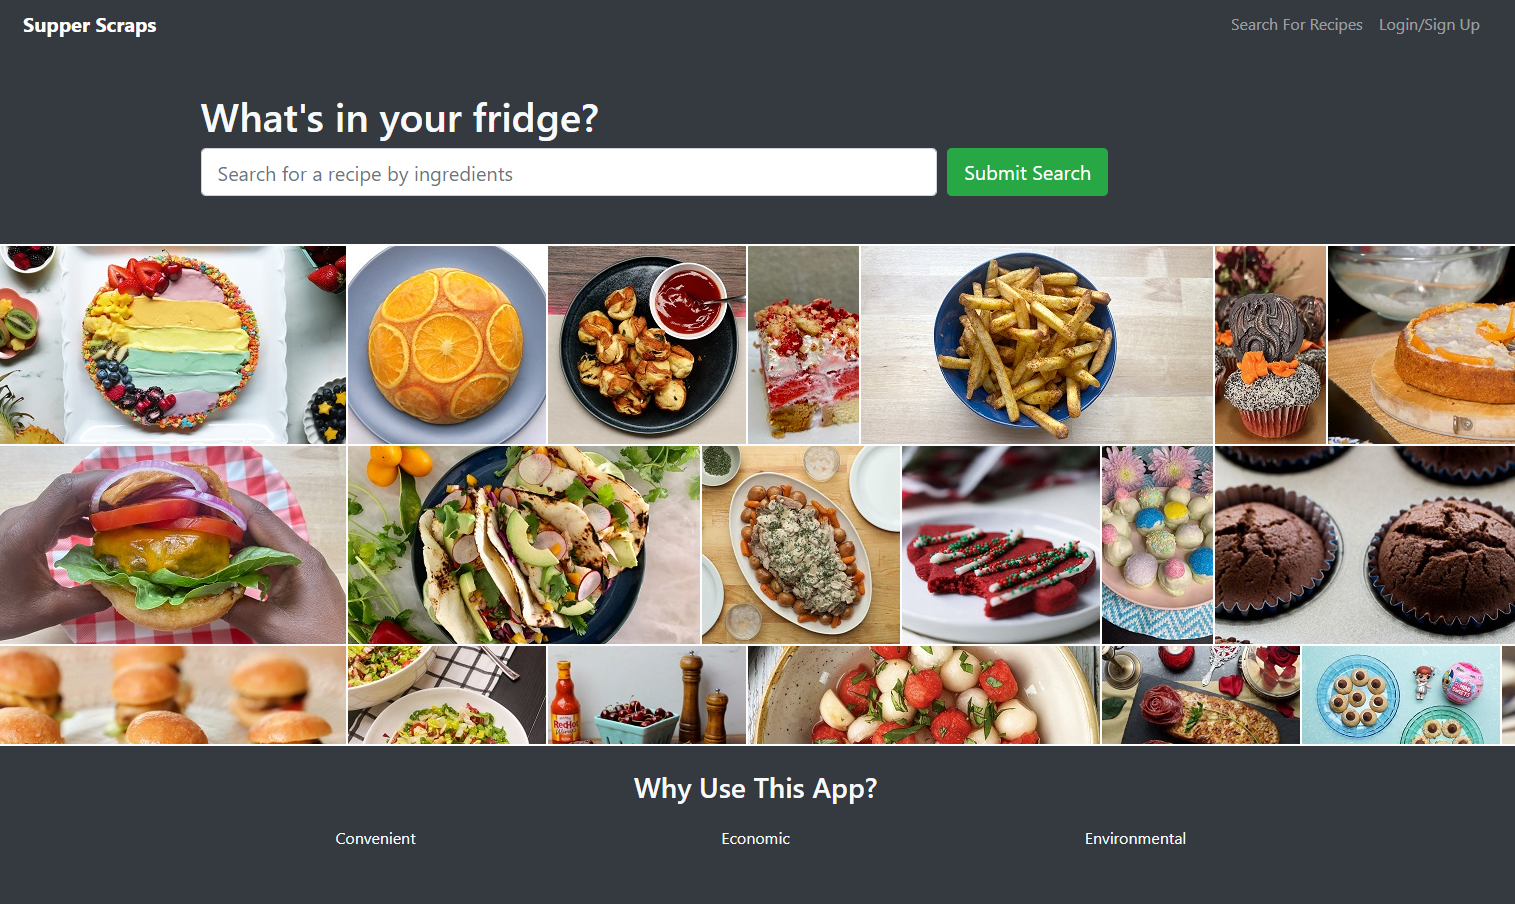 Supper Scraps
Search For Recipes
Login/Sign Up
What's in your fridge?
Search for a recipe by ingredients
Submit Search
RedHot
Why Use This App?
Convenient
Economic
Environmental